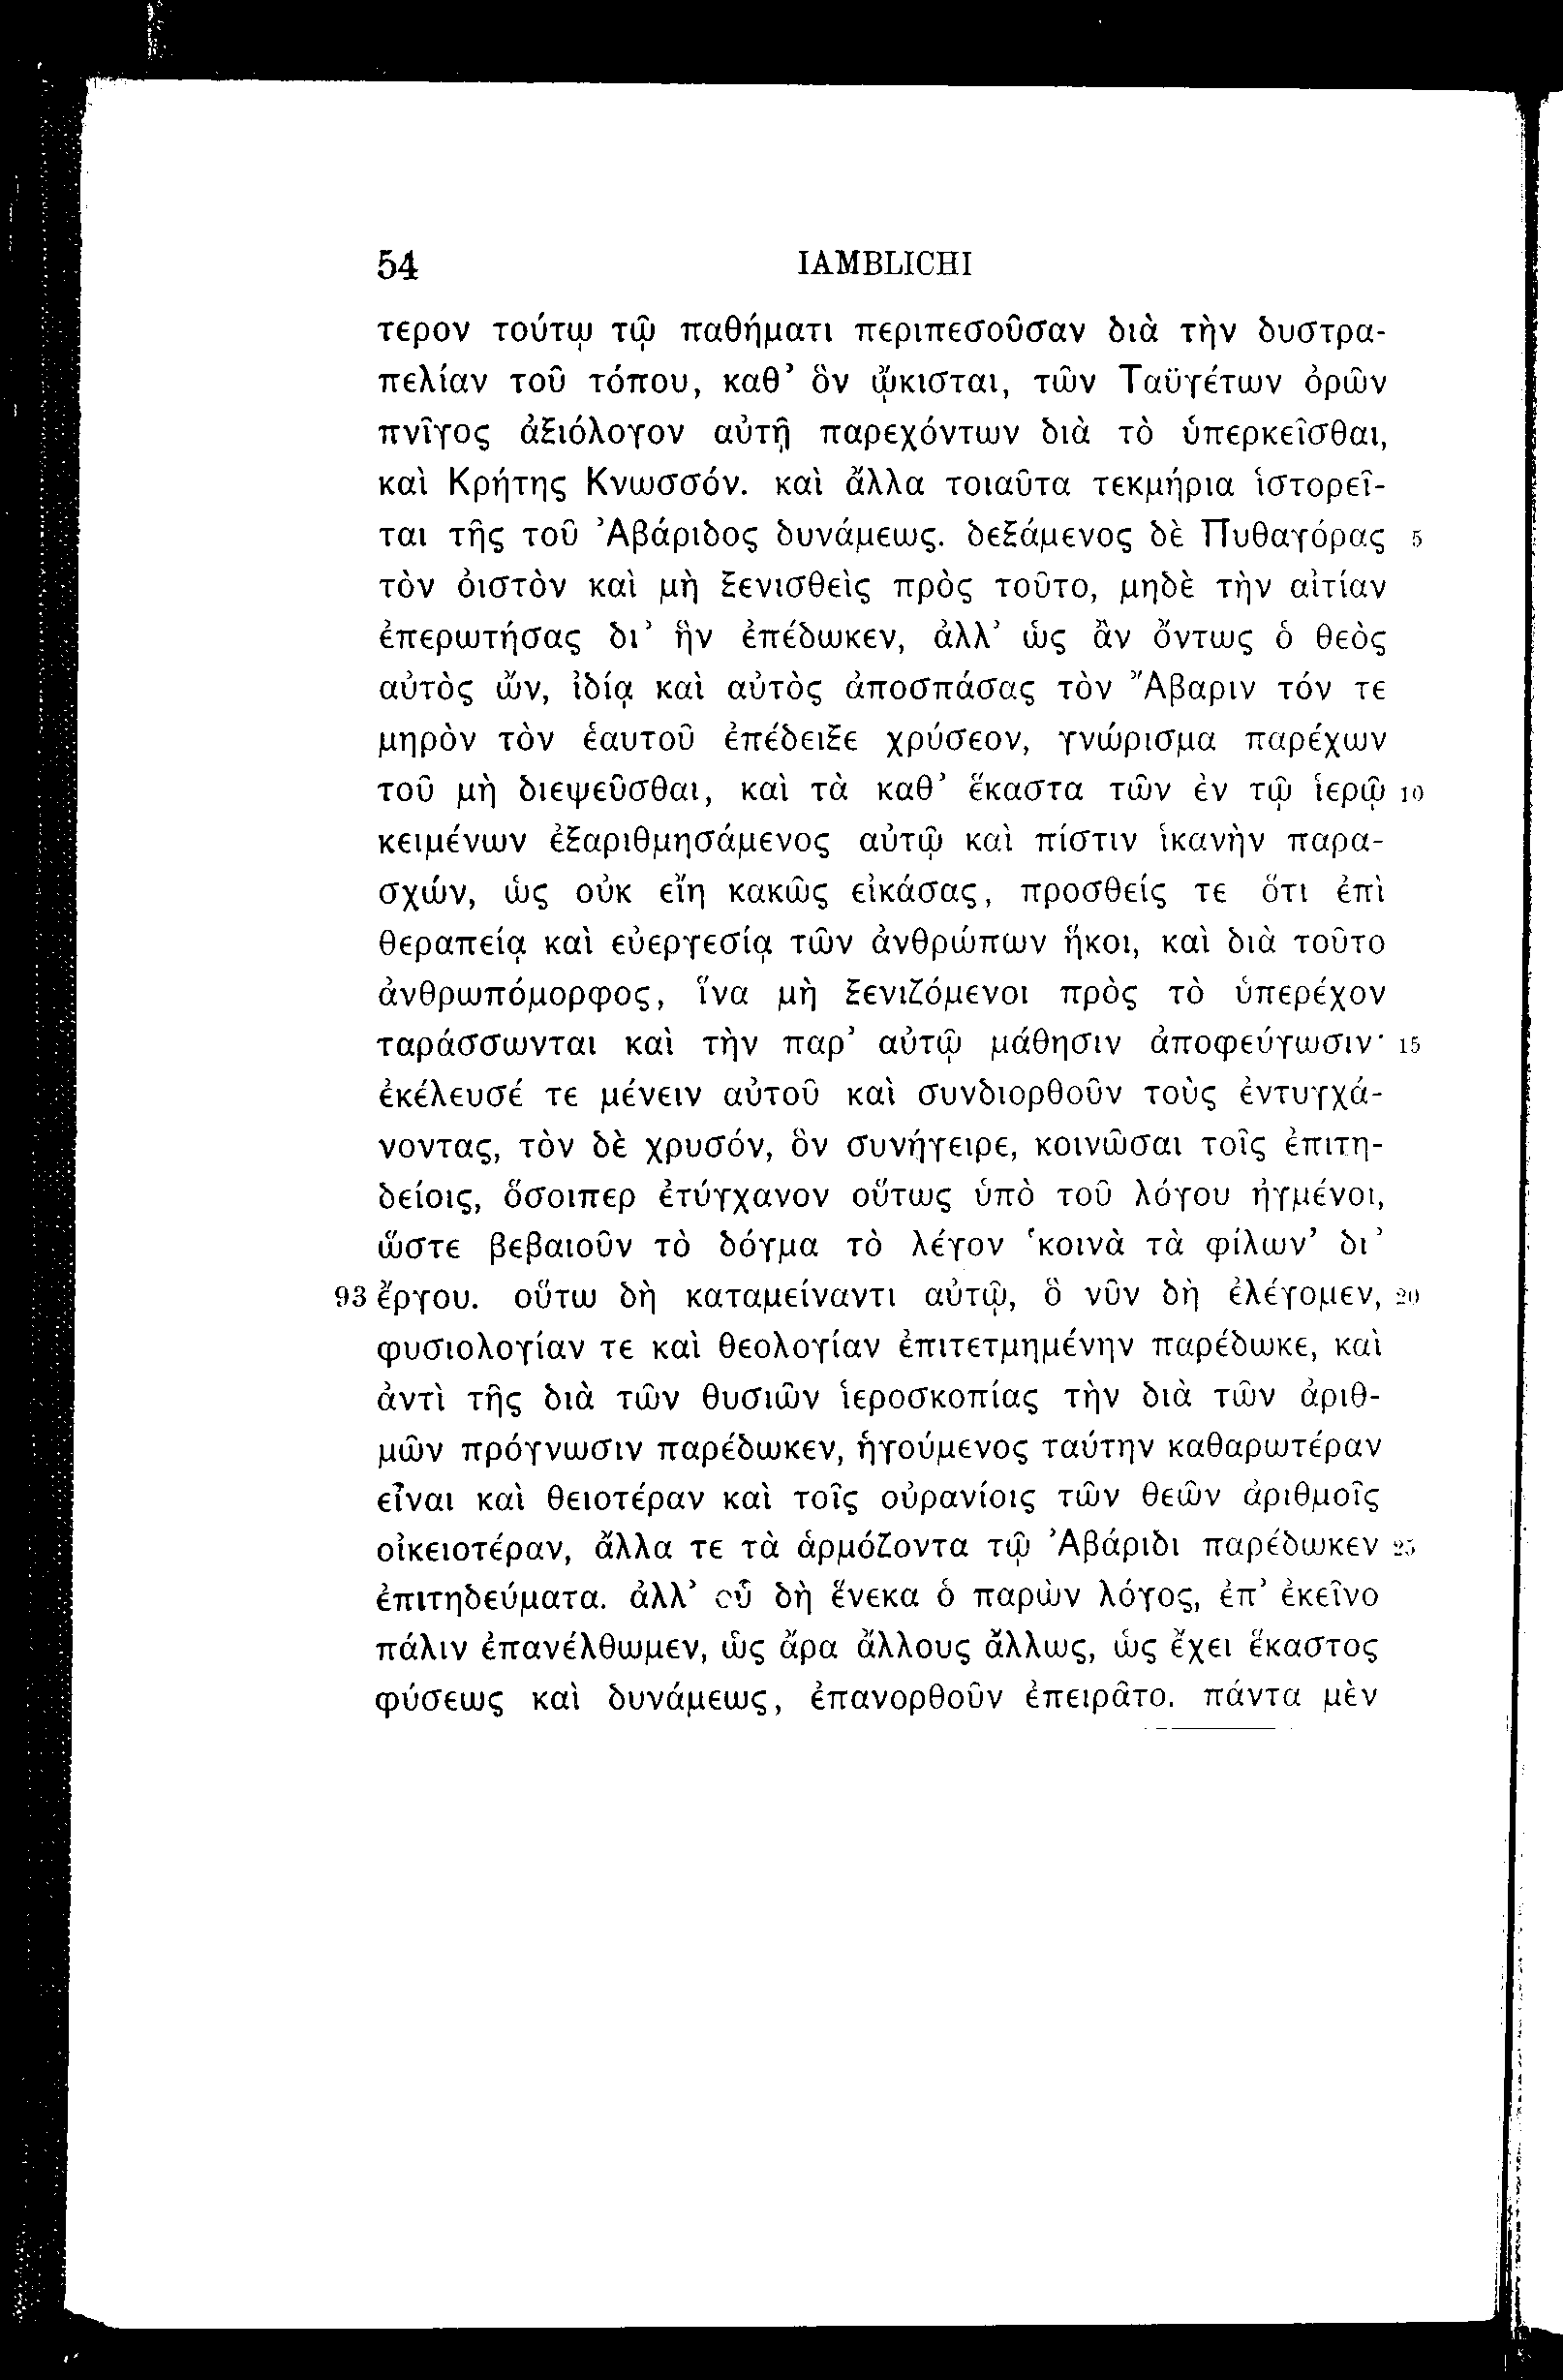 54 IAMBLICHI
τερον τούτῳ τῷ παθήματι περιπεσοῦσαν διὰ τὴν δυστρα-
πελίαν τοῦ τόπου, καθ’ ὃν ᾤκισται, τῶν Ταϋγέτων ὀρῶν
πνῖγος ἀξιόλογον αὐτῇ παρεχόντων διὰ τὸ ὑπερκεῖσθαι,
καὶ Κρήτης Κνωσσόν. καὶ ἄλλα τοιαῦτα τεκμήρια ἱστορεῖ-
ται τῆς τοῦ Ἀβάριδος δυνάμεως. δεξάμενος δὲ Πυθαγόρας 5
τὸν ὀιστὸν καὶ μὴ ξενισθεὶς πρὸς τοῦτο, μηδὲ τὴν αἰτίαν
ἐπερωτήσας δι’ ἣν ἐπέδωκεν, ἀλλ’ ὡς ἂν ὄντως ὁ θεὸς
αὐτὸς ὤν, ἰδίᾳ καὶ αὐτὸς ἀποσπάσας τὸν Ἄβαριν τόν τε
μηρὸν τὸν ἑαυτοῦ ἐπέδειξε χρύσεον, γνώρισμα παρέχων
τοῦ μὴ διεψεῦσθαι, καὶ τὰ καθ’ ἕκαστα τῶν ἐν τῷ ἱερῷ 10
κειμένων ἐξαριθμησάμενος αὐτῷ καὶ πίστιν ἱκανὴν παρα-
σχών, ὡς οὐκ εἴη κακῶς εἰκάσας, προσθείς τε ὅτι ἐπὶ
θεραπείᾳ καὶ εὐεργεσίᾳ τῶν ἀνθρώπων ἥκοι, καὶ διὰ τοῦτο
ἀνθρωπόμορφος, ἵνα μὴ ξενιζόμενοι πρὸς τὸ ὑπερέχον
ταράσσωνται καὶ τὴν παρ’ αὐτῷ μάθησιν ἀποφεύγωσιν· 15
ἐκέλευσέ τε μένειν αὐτοῦ καὶ συνδιορθοῦν τοὺς ἐντυγχά-
νοντας, τὸν δὲ χρυσόν, ὃν συνήγειρε, κοινῶσαι τοῖς ἐπιτη-
δείοις, ὅσοιπερ ἐτύγχανον οὕτως ὑπὸ τοῦ λόγου ἠγμένοι,
ὥστε βεβαιοῦν τὸ δόγμα τὸ λέγον ‘κοινὰ τὰ φίλων’ δι’
93 ἔργου. οὕτω δὴ καταμείναντι αὐτῷ, ὃ νῦν δὴ ἐλέγομεν, 20
φυσιολογίαν τε καὶ θεολογίαν ἐπιτετμημένην παρέδωκε, καὶ
ἀντὶ τῆς διὰ τῶν θυσιῶν ἱεροσκοπίας τὴν διὰ τῶν ἀριθ-
μῶν πρόγνωσιν παρέδωκεν, ἡγούμενος ταύτην καθαρωτέραν
εἶναι καὶ θειοτέραν καὶ τοῖς οὐρανίοις τῶν θεῶν ἀριθμοῖς
οἰκειοτέραν, ἄλλα τε τὰ ἁρμόζοντα τῷ Ἀβάριδι παρέδωκεν 25
ἐπιτηδεύματα. ἀλλ’ οὗ δὴ ἕνεκα ὁ παρὼν λόγος, ἐπ’ ἐκεῖνο
πάλιν ἐπανέλθωμεν, ὡς ἄρα ἄλλους ἄλλως, ὡς ἔχει ἕκαστος
φύσεως καὶ δυνάμεως, ἐπανορθοῦν ἐπειρᾶτο. πάντα μὲν